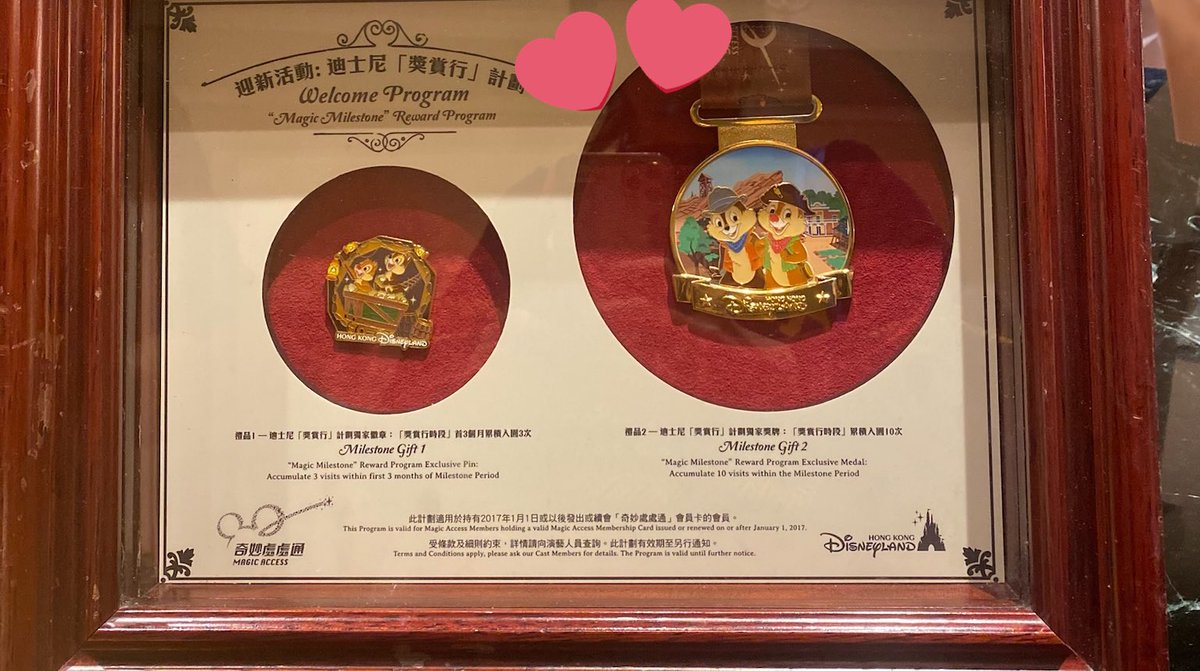 迎新活動: 迪士尼「獎賞行」計劃
Welcome Program
“Magic Milestone” Reward Program
HONG KONG Disneyland
HONG KONG
Disneyland
禮品1 — 迪士尼「獎賞行」計劃獨家徽章：「獎賞行時段」首3個月累積入園3次
Milestone Gift 1
“Magic Milestone” Reward Program Exclusive Pin:
Accumulate 3 visits within first 3 months of Milestone Period
禮品2 — 迪士尼「獎賞行」計劃獨家獎牌：「獎賞行時段」累積入園10次
Milestone Gift 2
“Magic Milestone” Reward Program Exclusive Medal:
Accumulate 10 visits within the Milestone Period
此計劃適用於持有2017年1月1日或以後發出或續會「奇妙處處通」會員卡的會員。
This Program is valid for Magic Access Members holding a valid Magic Access Membership Card issued or renewed on or after January 1, 2017.
受條款及細則約束，詳情請向演藝人員查詢。此計劃有效期至另行通知。
Terms and Conditions apply, please ask our Cast Members for details. The Program is valid until further notice.
奇妙處處通
MAGIC ACCESS
HONG KONG
Disneyland